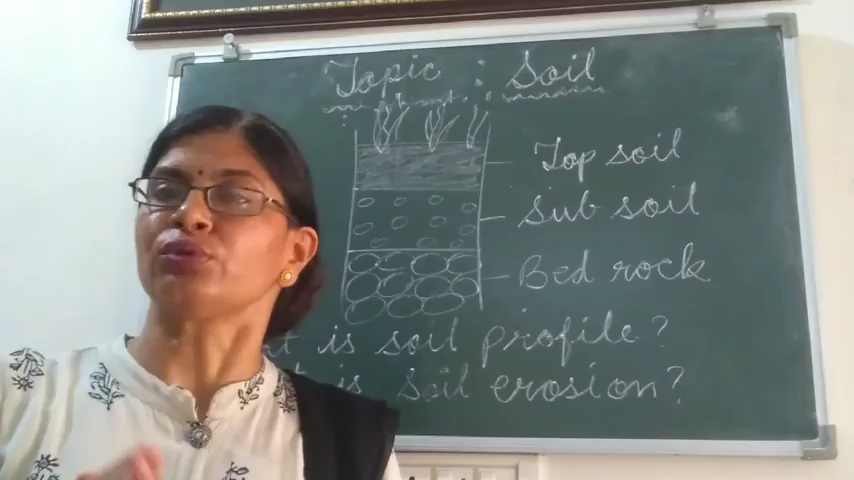 Topic : Soil
Top soil
Sub soil
Bed rock
is soil profile?
is soil erosion?